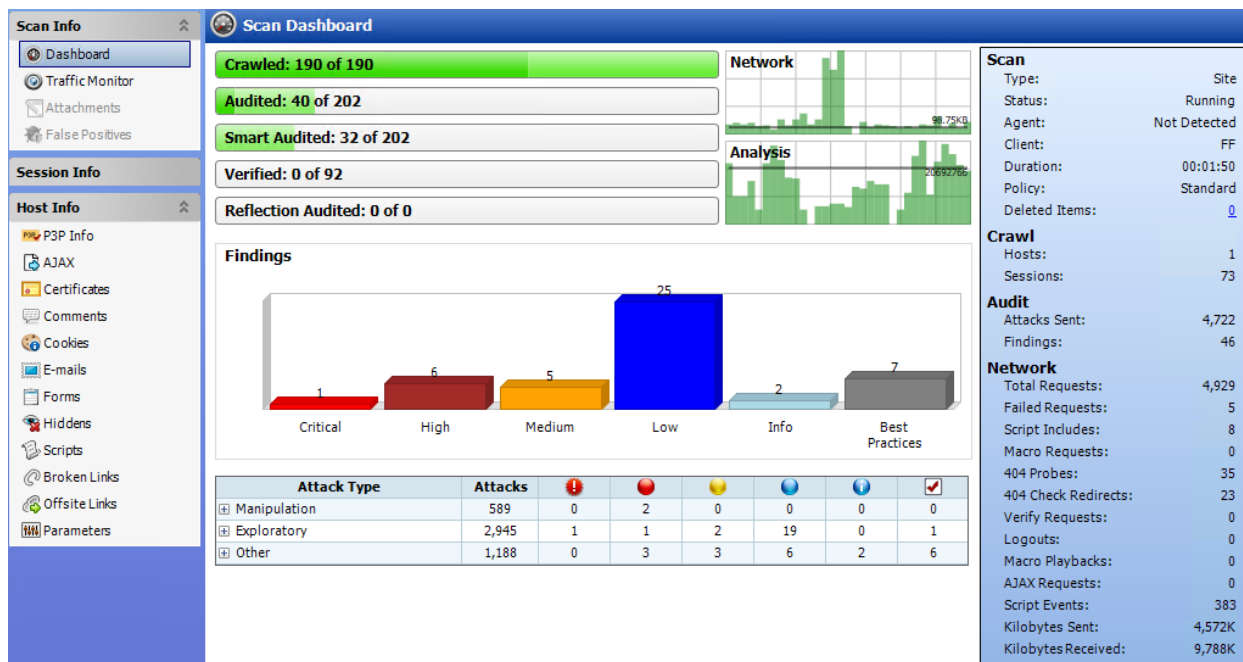 Scan Info
Dashboard
Traffic Monitor
Attachments
False Positives
Session Info
Host Info
P3P P3P Info
AJAX
Certificates
Comments
Cookies
E-mails
Forms
Hiddens
Scripts
Broken Links
Offsite Links
Parameters
Scan Dashboard
Crawled: 190 of 190
Audited: 40 of 202
Smart Audited: 32 of 202
Verified: 0 of 92
Reflection Audited: 0 of 0
Network
98.75KB
Analysis
20692766
Findings
1 6 5 25 2 7
Critical High Medium Low Info Best Practices
Attack Type Attacks
Manipulation 589 0 2 0 0 0 0
Exploratory 2,945 1 1 2 19 0 1
Other 1,188 0 3 3 6 2 6
Scan
Type: Site
Status: Running
Agent: Not Detected
Client: FF
Duration: 00:01:50
Policy: Standard
Deleted Items: 0
Crawl
Hosts: 1
Sessions: 73
Audit
Attacks Sent: 4,722
Findings: 46
Network
Total Requests: 4,929
Failed Requests: 5
Script Includes: 8
Macro Requests: 0
404 Probes: 35
404 Check Redirects: 23
Verify Requests: 0
Logouts: 0
Macro Playbacks: 0
AJAX Requests: 0
Script Events: 383
Kilobytes Sent: 4,572K
Kilobytes Received: 9,788K